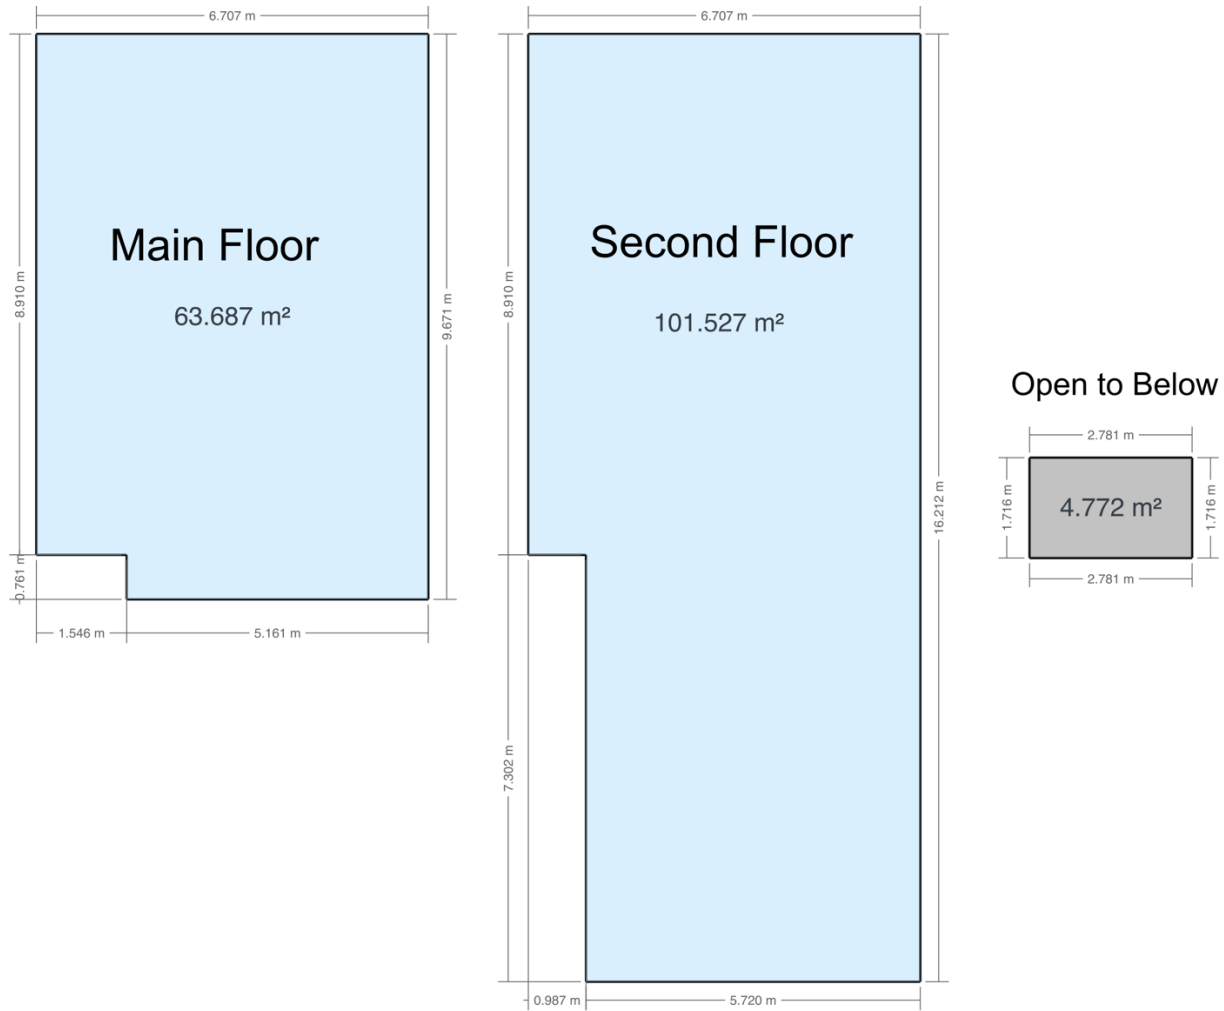 6.707 m
6.707 m
Main Floor
63.687 m²
8.910 m
9.671 m
0.761 m
1.546 m
5.161 m
Second Floor
101.527 m²
8.910 m
16.212 m
7.302 m
0.987 m
5.720 m
Open to Below
2.781 m
1.716 m
4.772 m²
1.716 m
2.781 m